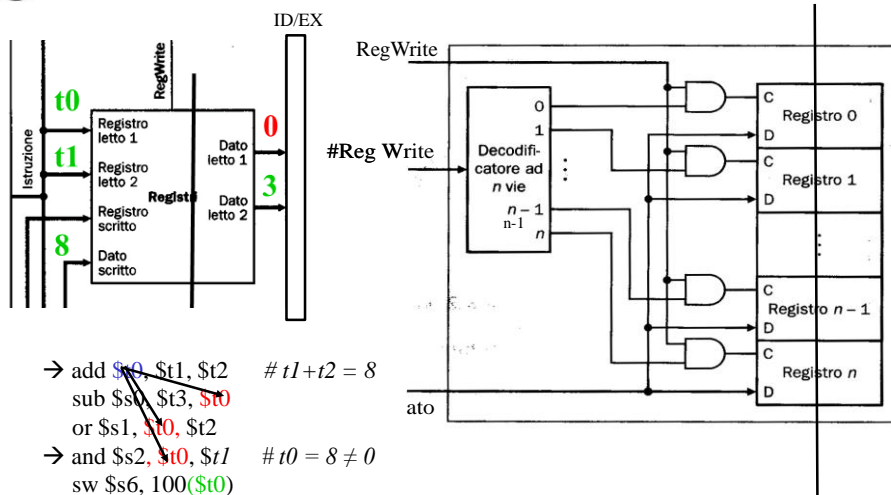 ID/EX
RegWrite
Istruzione
t0
Registro
letto 1
t1
Registro
letto 2
Registri
Registro
scritto
8
Dato
scritto
Dato
letto 1
0
Dato
letto 2
3
RegWrite
#Reg Write
Decodifi-
catore ad
n vie
0
1
n – 1
n-1
n
C
Registro 0
D
C
Registro 1
D
C
Registro n – 1
D
C
Registro n
D
ato
→ add $t0, $t1, $t2 # t1+t2 = 8
sub $s0, $t3, $t0
or $s1, $t0, $t2
→ and $s2, $t0, $t1 # t0 = 8 ≠ 0
sw $s6, 100($t0)